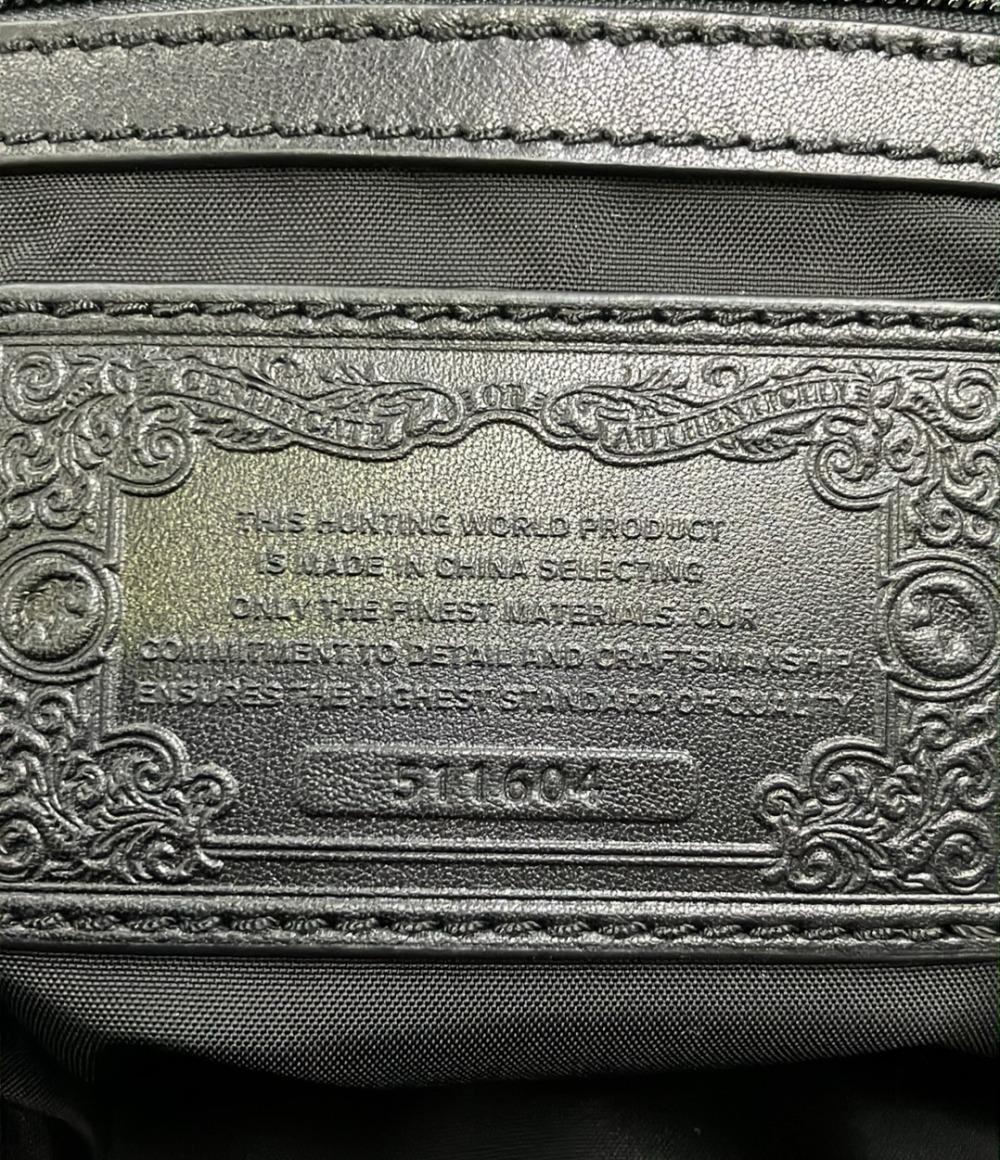 CERTIFICATE OF AUTHENTICITY
THIS HUNTING WORLD PRODUCT
IS MADE IN CHINA SELECTING
ONLY THE FINEST MATERIALS. OUR
COMMITMENT TO DETAIL AND CRAFTSMANSHIP
ENSURES THE HIGHEST STANDARD OF QUALITY.
511604